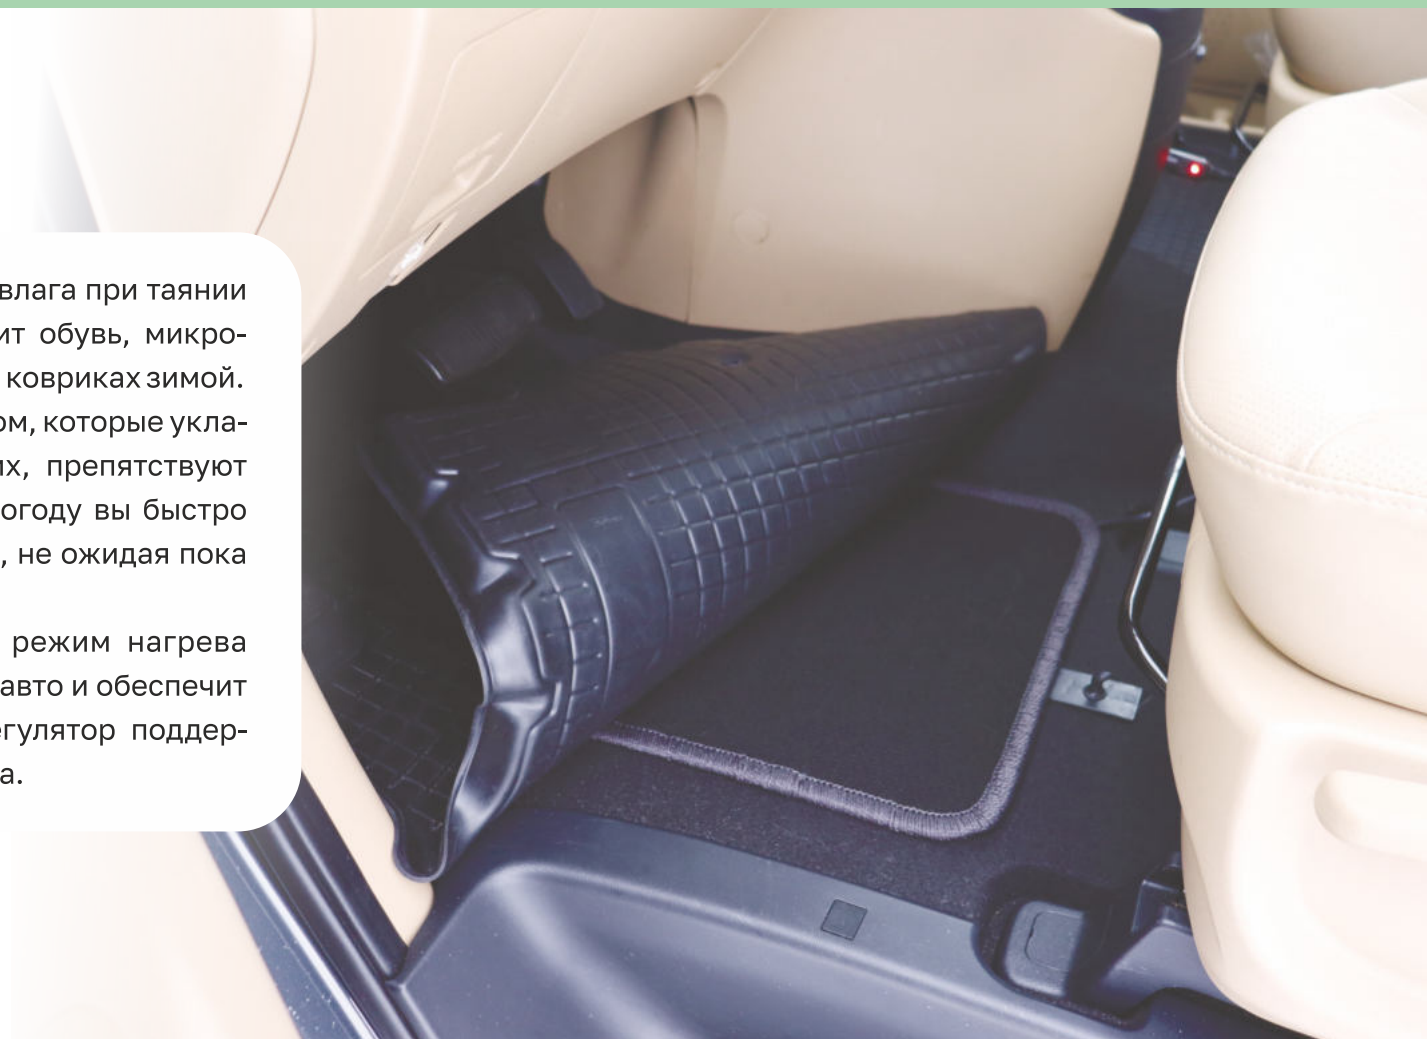 влага при таянии
ит обувь, микро-
ковриках зимой.
ом, которые укла-
их, препятствуют
огоду вы быстро
, не ожидая пока
режим нагрева
авто и обеспечит
егулятор поддер-
а.